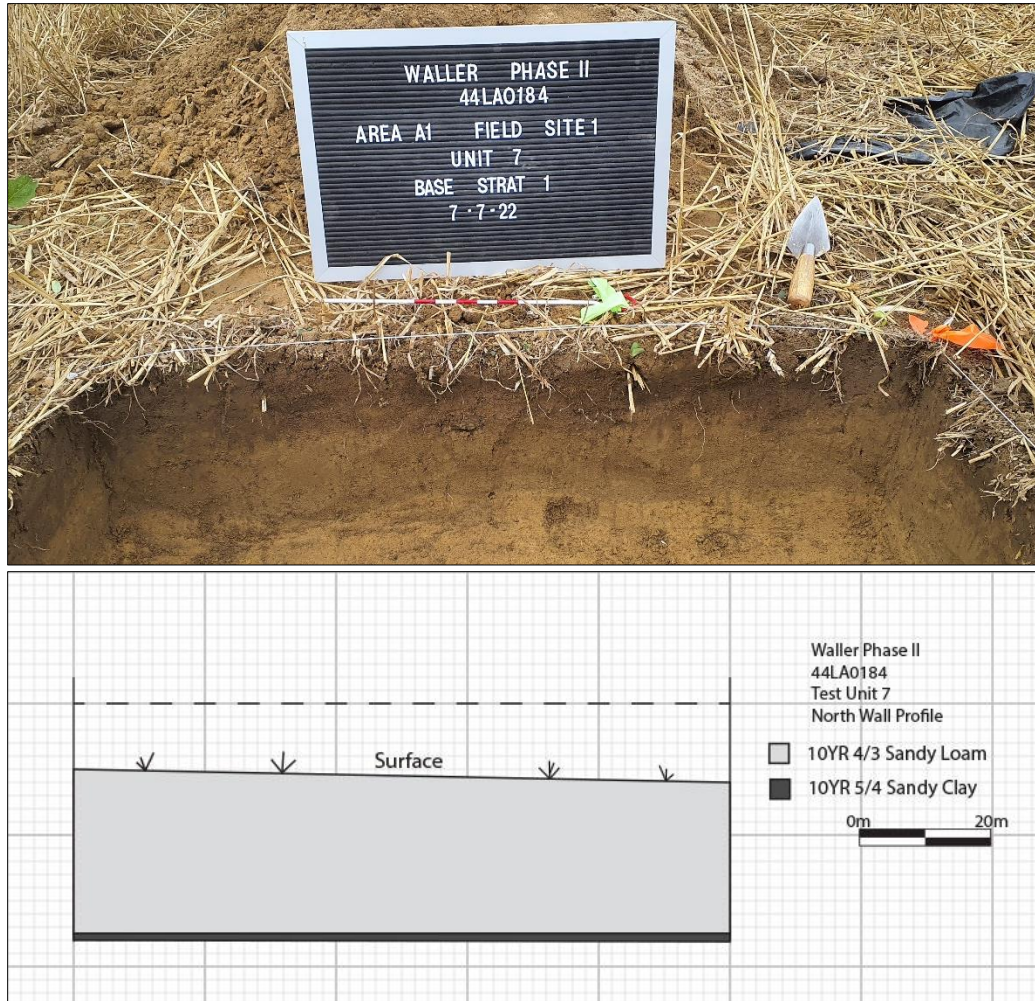 WALLER PHASE II
44LA0184
AREA A1 FIELD SITE 1
UNIT 7
BASE STRAT 1
7-7-22
Waller Phase II
44LA0184
Test Unit 7
North Wall Profile
Surface
10YR 4/3 Sandy Loam
10YR 5/4 Sandy Clay
0m 20m